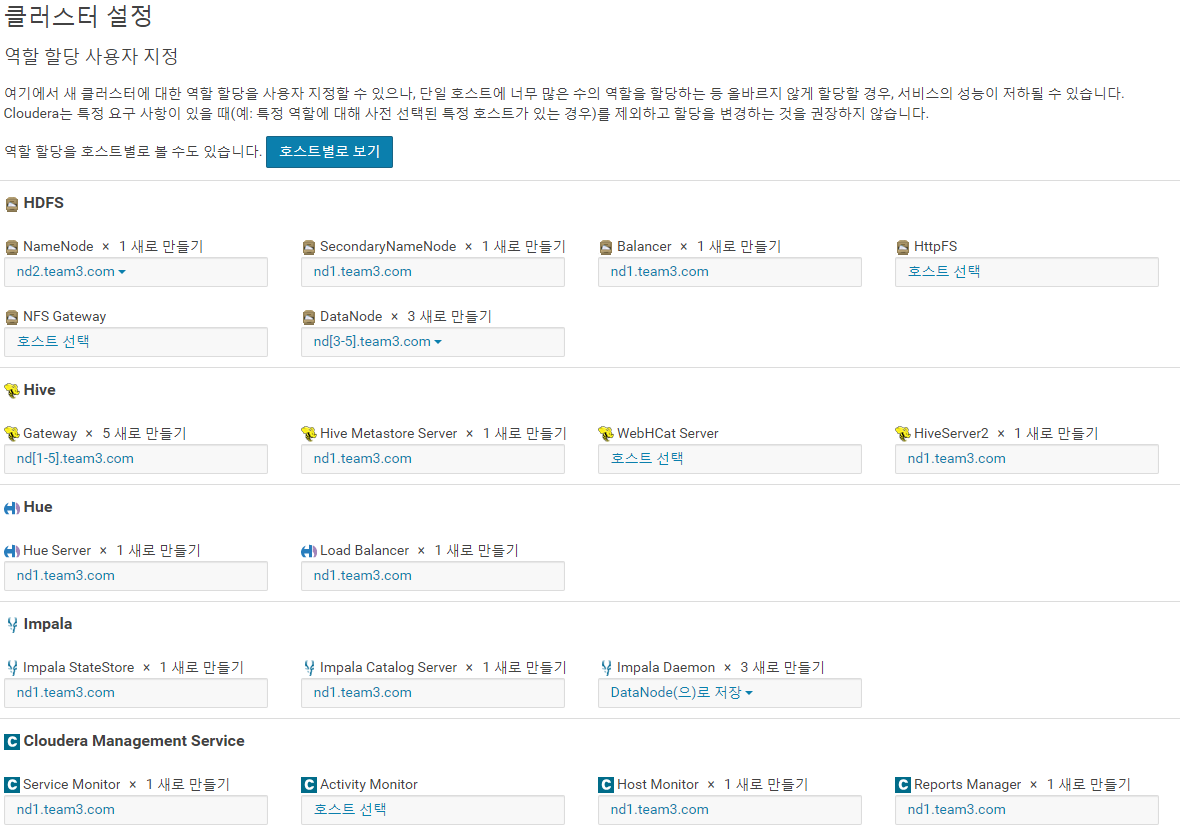 클러스터 설정
역할 할당 사용자 지정
여기에서 새 클러스터에 대한 역할 할당을 사용자 지정할 수 있으나, 단일 호스트에 너무 많은 수의 역할을 할당하는 등 올바르지 않게 할당할 경우, 서비스의 성능이 저하될 수 있습니다.
Cloudera는 특정 요구 사항이 있을 때(예: 특정 역할에 대해 사전 선택된 특정 호스트가 있는 경우)를 제외하고 할당을 변경하는 것을 권장하지 않습니다.
역할 할당을 호스트별로 볼 수도 있습니다. 호스트별로 보기
HDFS
NameNode × 1 새로 만들기 SecondaryNameNode × 1 새로 만들기 Balancer × 1 새로 만들기 HttpFS
nd2.team3.com nd1.team3.com nd1.team3.com 호스트 선택
NFS Gateway DataNode × 3 새로 만들기
호스트 선택 nd[3-5].team3.com
Hive
Gateway × 5 새로 만들기 Hive Metastore Server × 1 새로 만들기 WebHCat Server HiveServer2 × 1 새로 만들기
nd[1-5].team3.com nd1.team3.com 호스트 선택 nd1.team3.com
Hue
Hue Server × 1 새로 만들기 Load Balancer × 1 새로 만들기
nd1.team3.com nd1.team3.com
Impala
Impala StateStore × 1 새로 만들기 Impala Catalog Server × 1 새로 만들기 Impala Daemon × 3 새로 만들기
nd1.team3.com nd1.team3.com DataNode(으)로 저장
Cloudera Management Service
Service Monitor × 1 새로 만들기 Activity Monitor Host Monitor × 1 새로 만들기 Reports Manager × 1 새로 만들기
nd1.team3.com 호스트 선택 nd1.team3.com nd1.team3.com